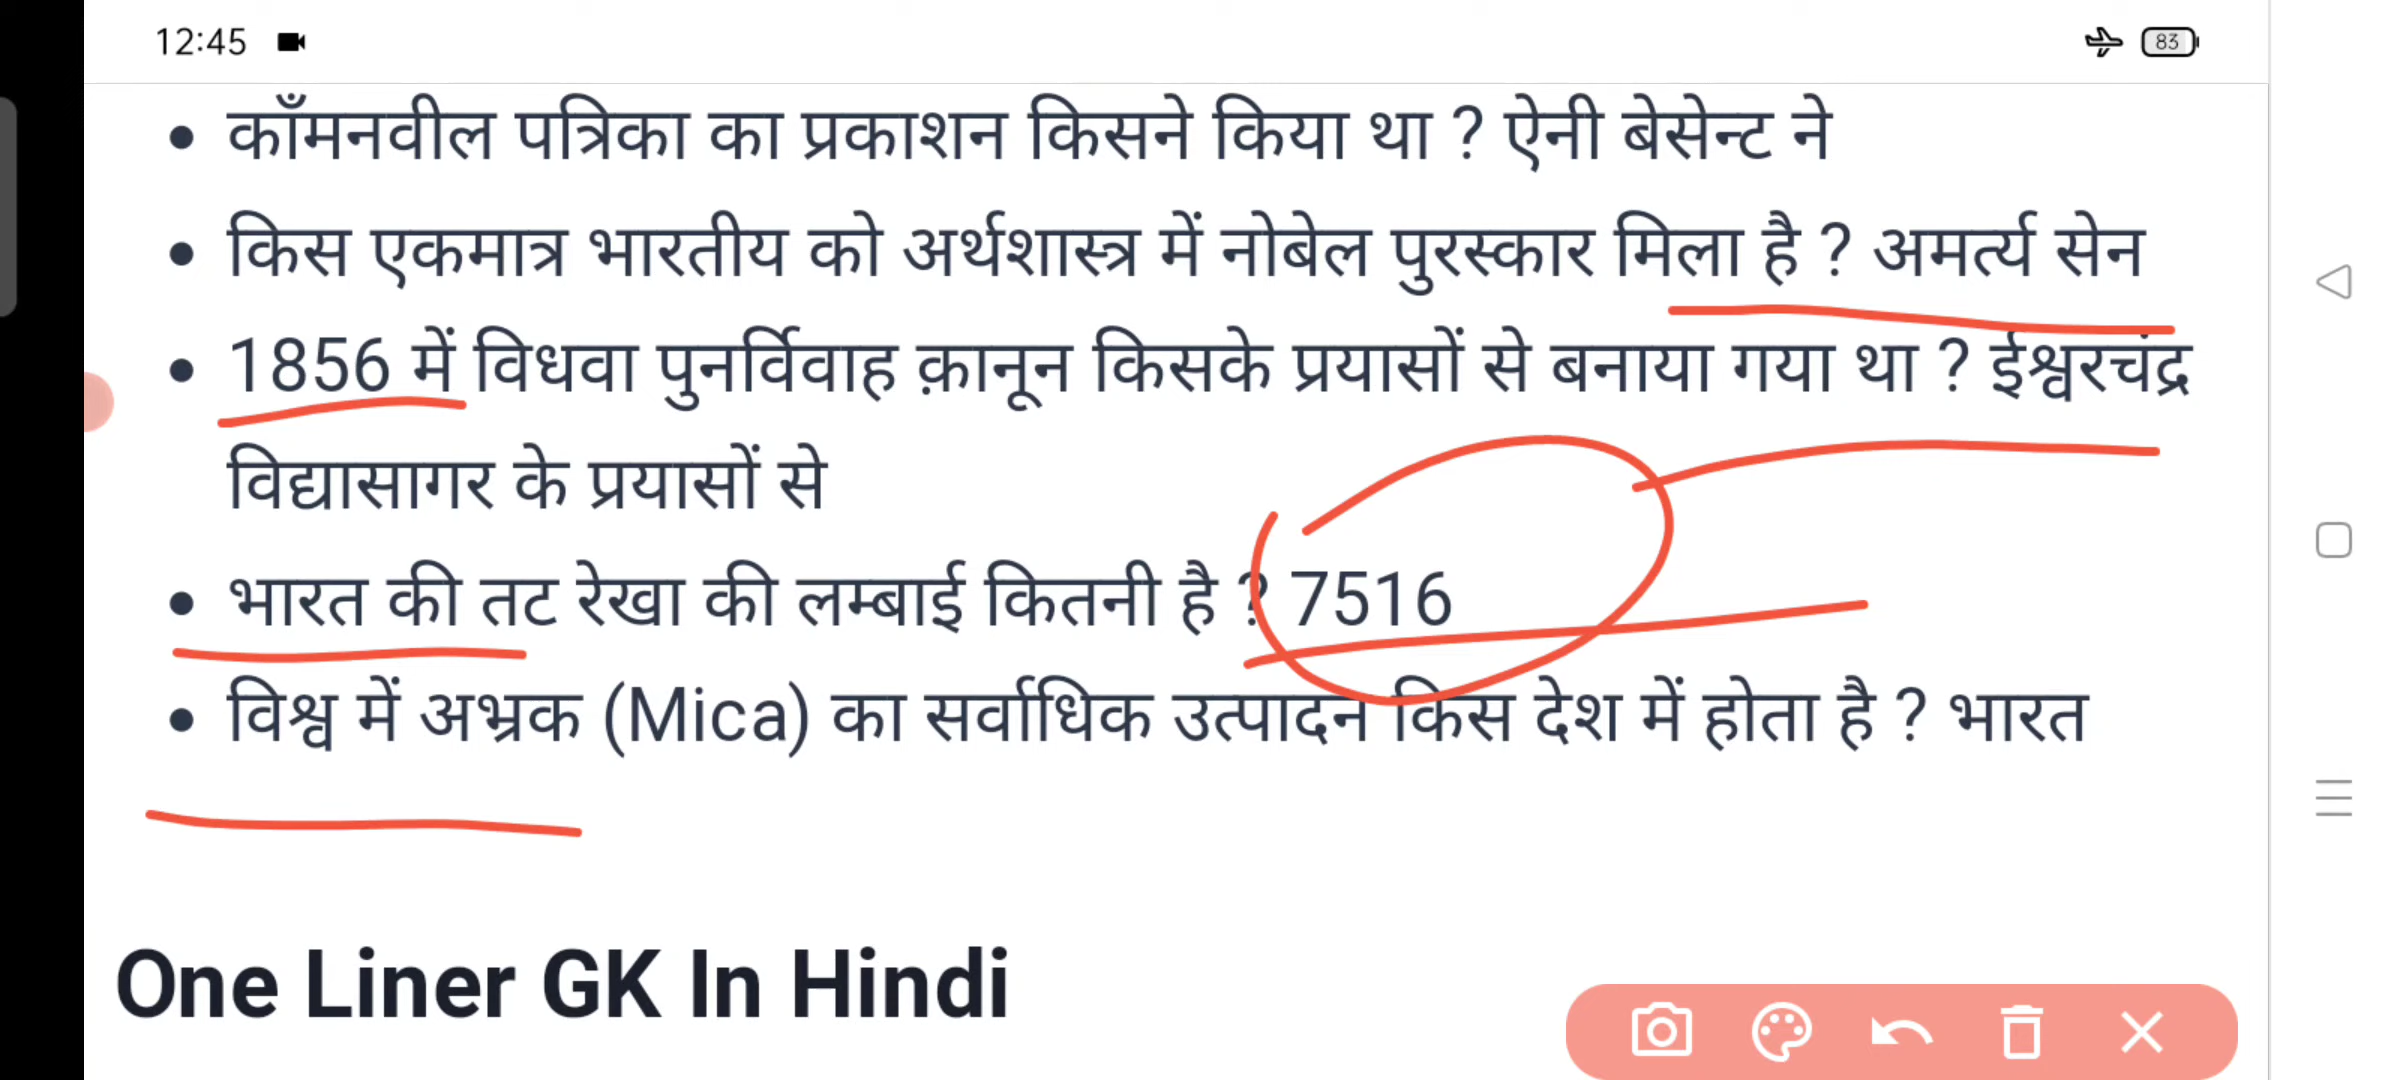 12:45
83
• कॉंमनवील पत्रिका का प्रकाशन किसने किया था ? ऐनी बेसेन्ट ने
• किस एकमात्र भारतीय को अर्थशास्त्र में नोबेल पुरस्कार मिला है ? अमर्त्य सेन
• 1856 में विधवा पुनर्विवाह क़ानून किसके प्रयासों से बनाया गया था ? ईश्वरचंद्र
विद्यासागर के प्रयासों से
• भारत की तट रेखा की लम्बाई कितनी है ? 7516
• विश्व में अभ्रक (Mica) का सर्वाधिक उत्पादन किस देश में होता है ? भारत
One Liner GK In Hindi